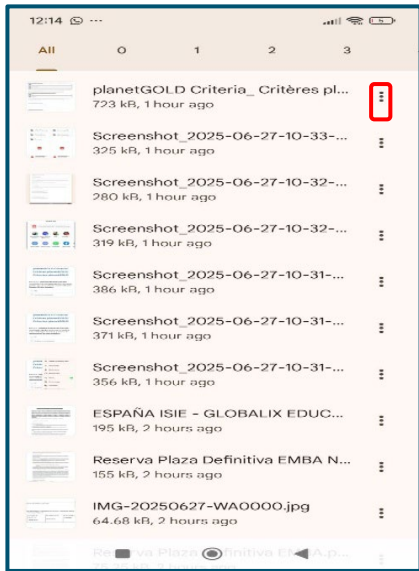 12:14 ...
All 0 1 2 3
planetGOLD Criteria_ Critères pl...
723 kB, 1 hour ago
Screenshot_2025-06-27-10-33-...
325 kB, 1 hour ago
Screenshot_2025-06-27-10-32-...
280 kB, 1 hour ago
Screenshot_2025-06-27-10-32-...
319 kB, 1 hour ago
Screenshot_2025-06-27-10-31-...
386 kB, 1 hour ago
Screenshot_2025-06-27-10-31-...
371 kB, 1 hour ago
Screenshot_2025-06-27-10-31-...
356 kB, 1 hour ago
ESPAÑA ISIE - GLOBALIX EDUC...
195 kB, 2 hours ago
Reserva Plaza Definitiva EMBA N...
155 kB, 2 hours ago
IMG-20250627-WA0000.jpg
64.68 kB, 2 hours ago